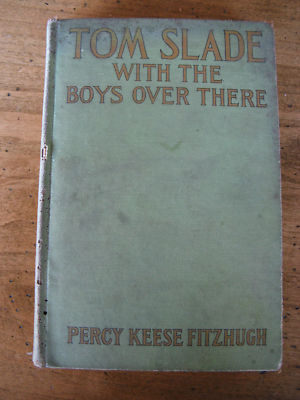 TOM SLADE
WITH THE
BOYS OVER THERE
PERCY KEESE FITZHUGH